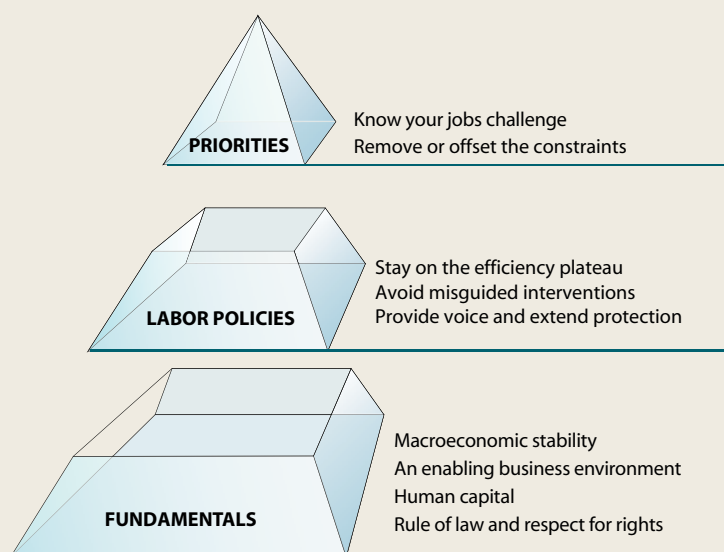 PRIORITIES
Know your jobs challenge
Remove or offset the constraints
LABOR POLICIES
Stay on the efficiency plateau
Avoid misguided interventions
Provide voice and extend protection
FUNDAMENTALS
Macroeconomic stability
An enabling business environment
Human capital
Rule of law and respect for rights